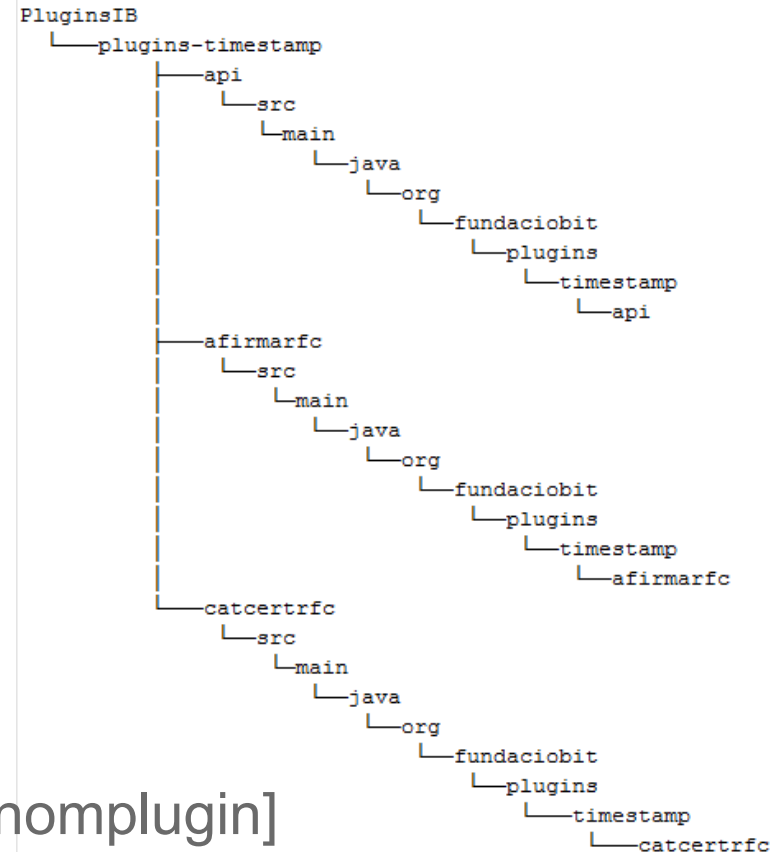 PluginsIB
└──plugins-timestamp
├──api
└──src
└─main
└──java
└──org
└──fundaciobit
└──plugins
└──timestamp
└──api
├──afirmarfc
└──src
└─main
└──java
└──org
└──fundaciobit
└──plugins
└──timestamp
└──afirmarfc
└──catcertrfc
└──src
└─main
└──java
└──org
└──fundaciobit
└──plugins
nomplugin]
└──timestamp
└──catcertrfc